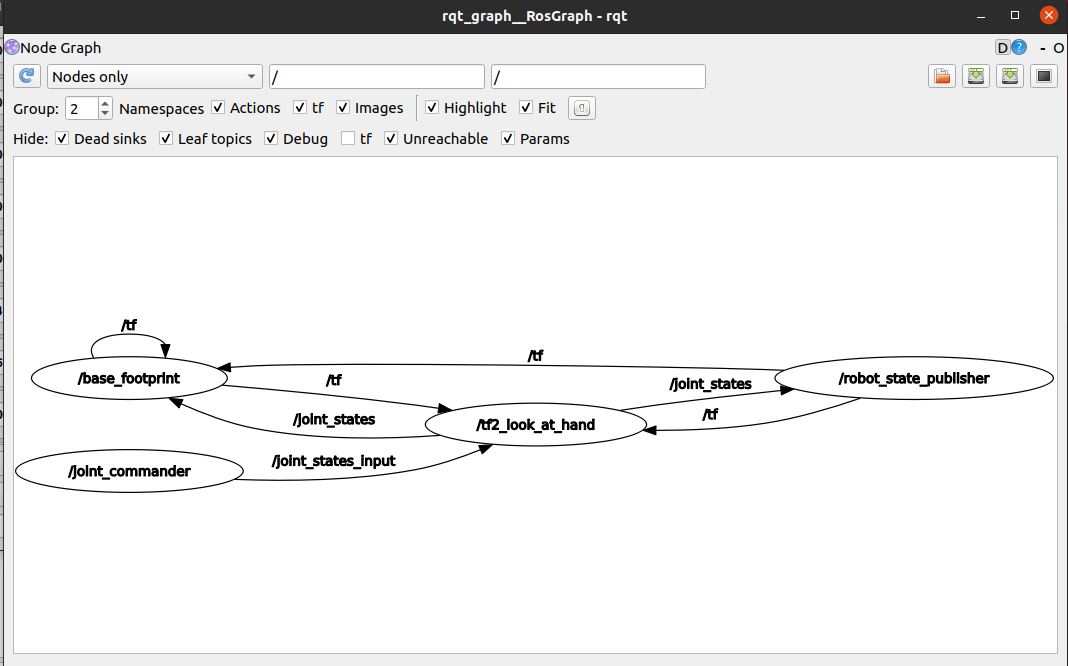 rqt_graph__RosGraph - rqt
Node Graph
D ? - O
Nodes only / /
Group: 2 Namespaces Actions tf Images Highlight Fit
Hide: Dead sinks Leaf topics Debug tf Unreachable Params
/tf
/tf
/base_footprint
/tf
/joint_states
/robot_state_publisher
/joint_states
/tf2_look_at_hand
/tf
/joint_commander
/joint_states_input